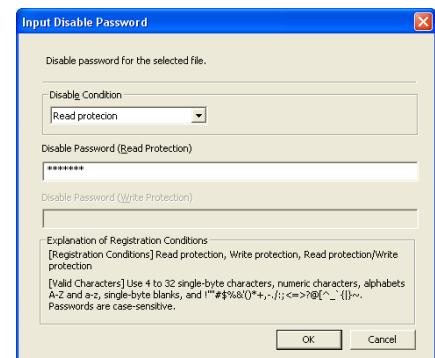 Input Disable Password
Disable password for the selected file.
Disable Condition
Read protecion
Disable Password (Read Protection)
*******
Disable Password (Write Protection)
Explanation of Registration Conditions
[Registration Conditions] Read protection, Write protection, Read protection/Write
protection
[Valid Characters] Use 4 to 32 single-byte characters, numeric characters, alphabets
A-Z and a-z, single-byte blanks, and !""#$%&'()*+,-./:;<=>?@[^_`{|}~.
Passwords are case-sensitive.
OK
Cancel